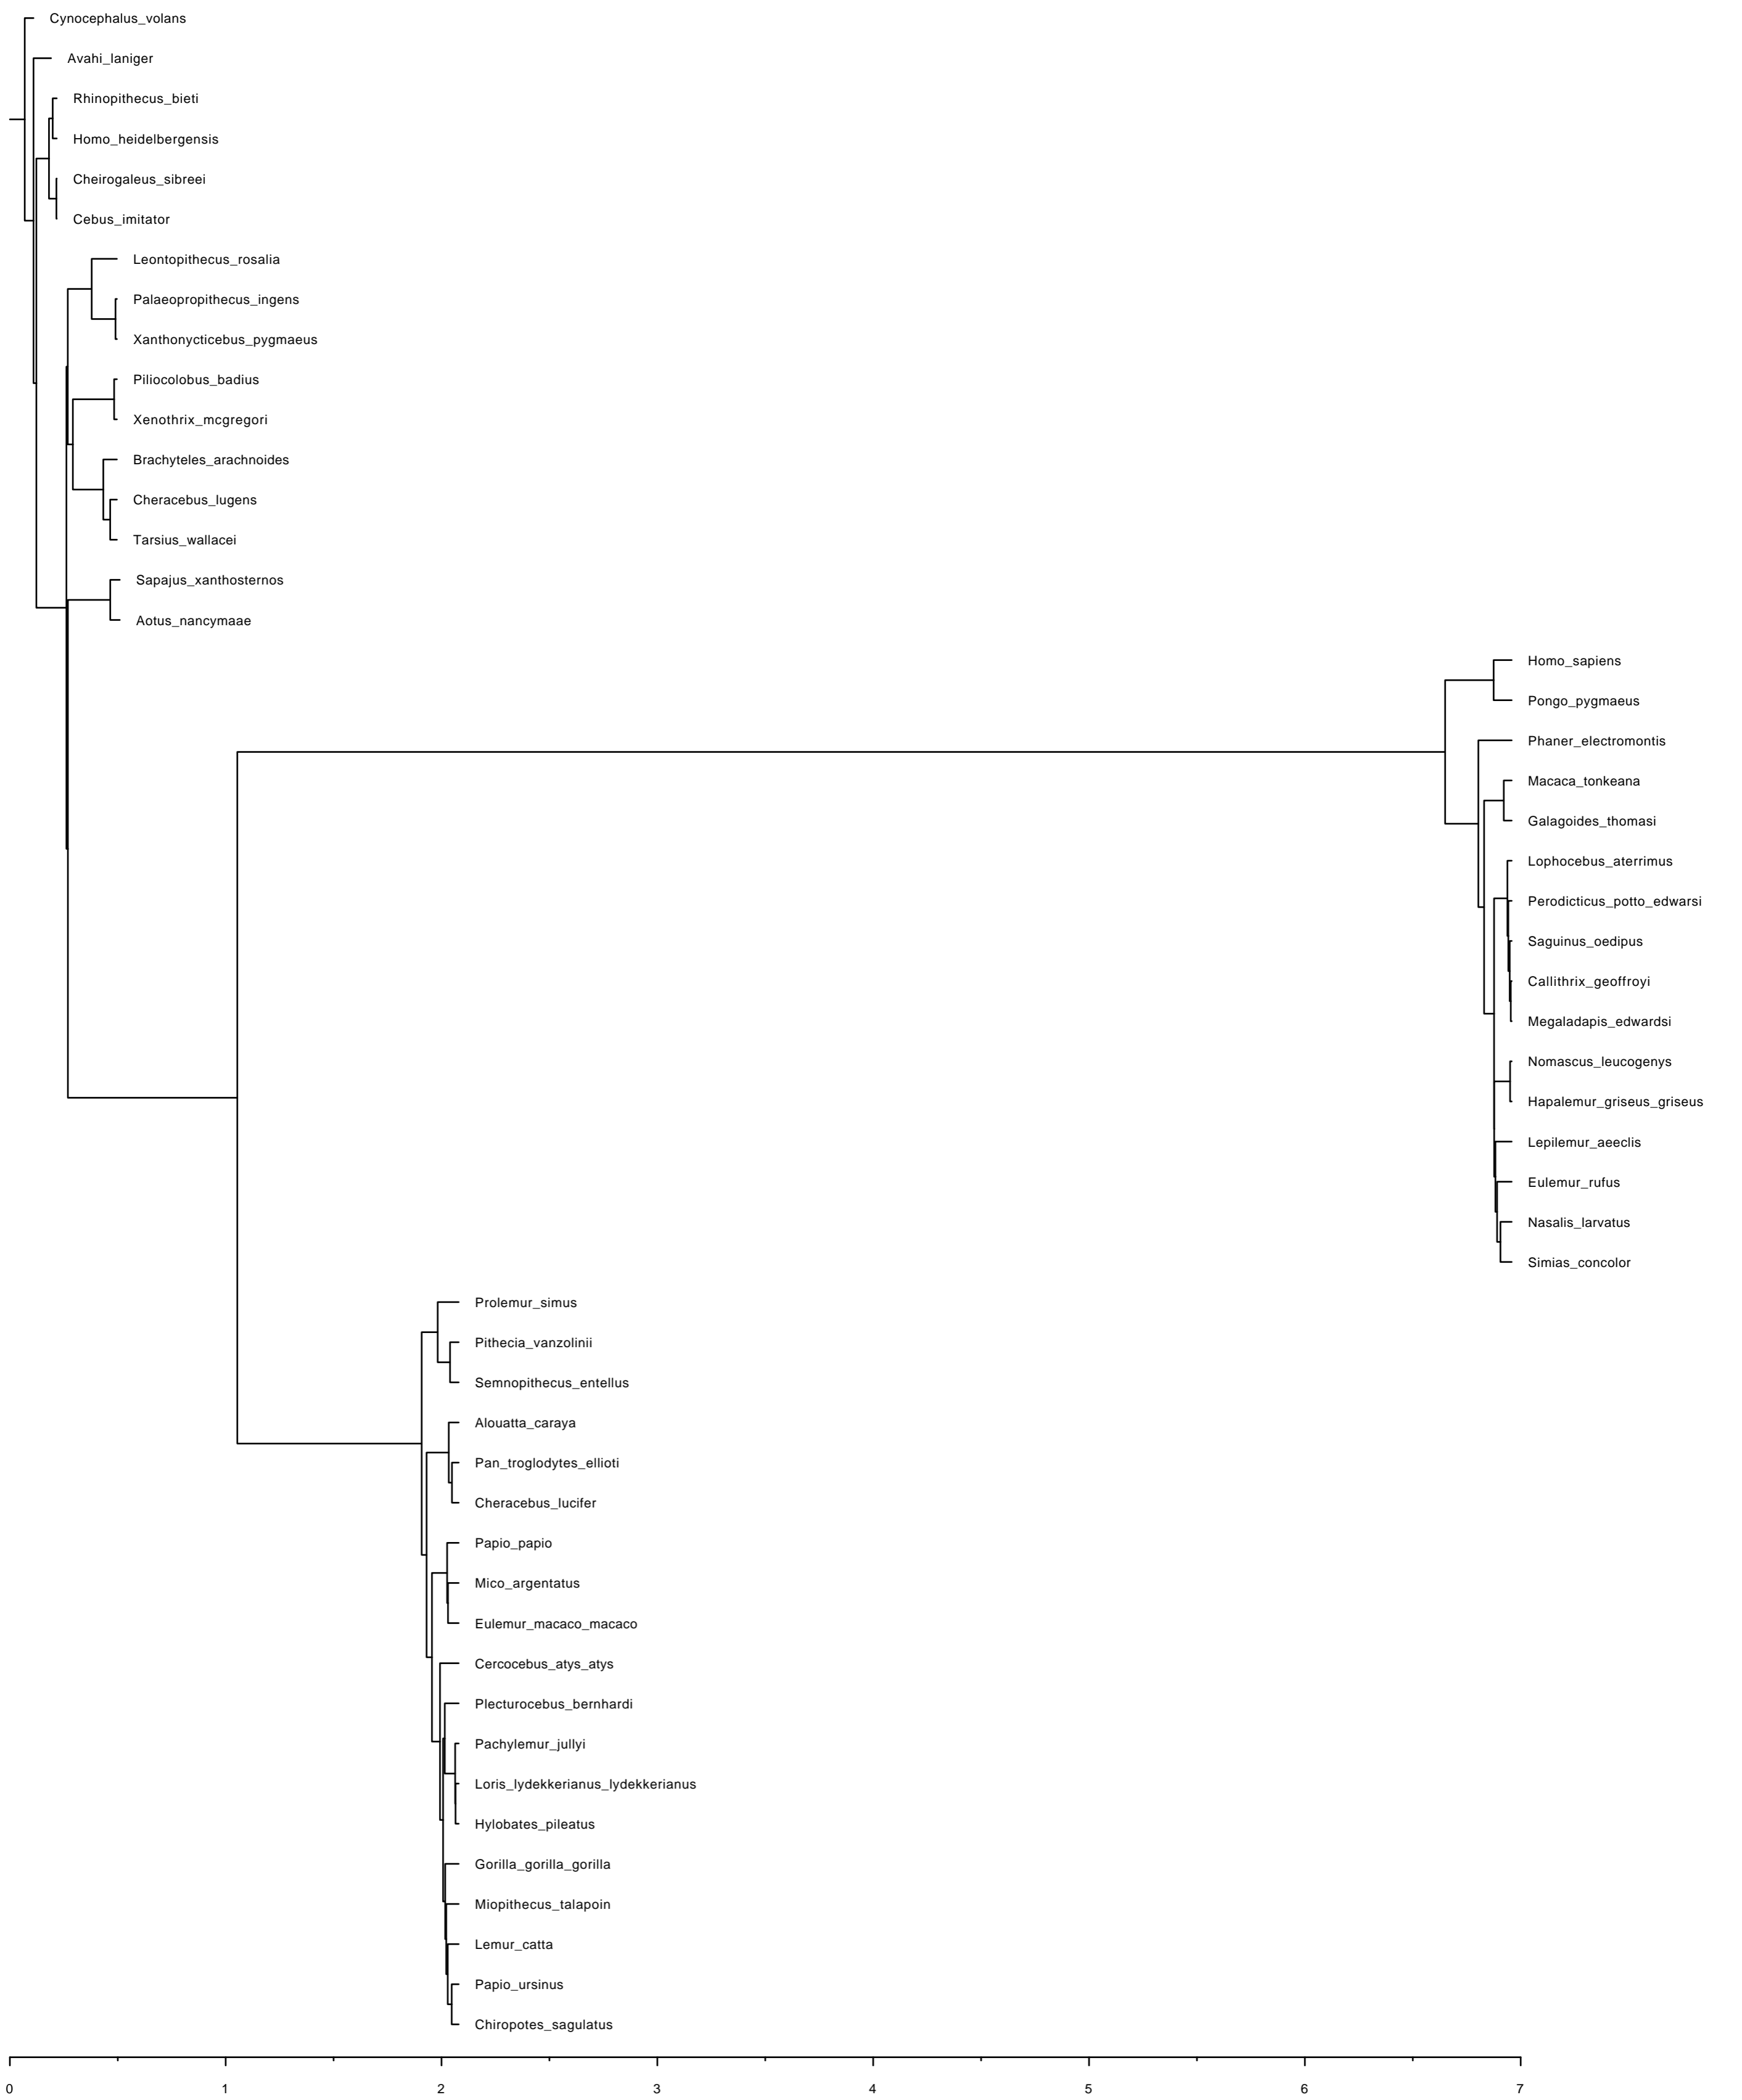 Cynocephalus_volans
Avahi_laniger
Rhinopithecus_bieti
Homo_heidelbergensis
Cheirogaleus_sibreei
Cebus_imitator
Leontopithecus_rosalia
Palaeopropithecus_ingens
Xanthonycticebus_pygmaeus
Piliocolobus_badius
Xenothrix_mcgregori
Brachyteles_arachnoides
Cheracebus_lugens
Tarsius_wallacei
Sapajus_xanthosternos
Aotus_nancymaae
Homo_sapiens
Pongo_pygmaeus
Phaner_electromontis
Macaca_tonkeana
Galagoides_thomasi
Lophocebus_aterrimus
Perodicticus_potto_edwarsi
Saguinus_oedipus
Callithrix_geoffroyi
Megaladapis_edwardsi
Nomascus_leucogenys
Hapalemur_griseus_griseus
Lepilemur_aeeclis
Eulemur_rufus
Nasalis_larvatus
Simias_concolor
Prolemur_simus
Pithecia_vanzolinii
Semnopithecus_entellus
Alouatta_caraya
Pan_troglodytes_ellioti
Cheracebus_lucifer
Papio_papio
Mico_argentatus
Eulemur_macaco_macaco
Cercocebus_atys_atys
Plecturocebus_bernhardi
Pachylemur_jullyi
Loris_lydekkerianus_lydekkerianus
Hylobates_pileatus
Gorilla_gorilla_gorilla
Miopithecus_talapoin
Lemur_catta
Papio_ursinus
Chiropotes_sagulatus
0 1 2 3 4 5 6 7